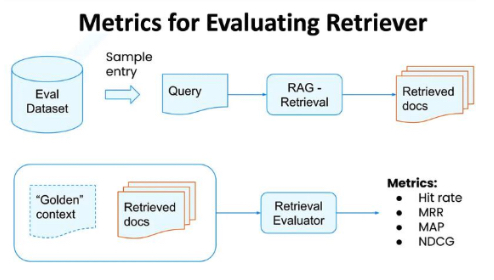 Metrics for Evaluating Retriever
Sample
entry
Eval
Dataset
Query
RAG -
Retrieval
Retrieved
docs
“Golden”
context
Retrieved
docs
Retrieval
Evaluator
Metrics:
● Hit rate
● MRR
● MAP
● NDCG